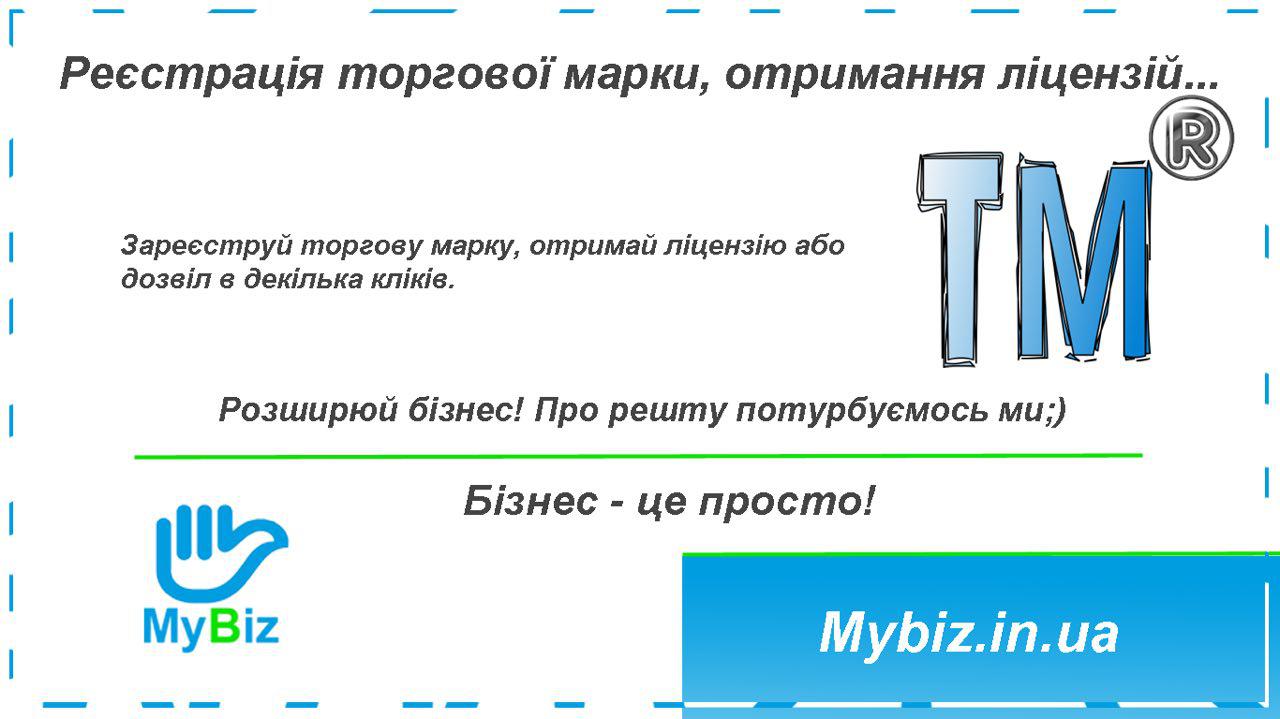 Реєстрація торгової марки, отримання ліцензій...
®
ТМ
Зареєструй торгову марку, отримай ліцензію або
дозвіл в декілька кліків.
Розширюй бізнес! Про решту потурбуємось ми;)
Бізнес - це просто!
MyBiz
Mybiz.in.ua